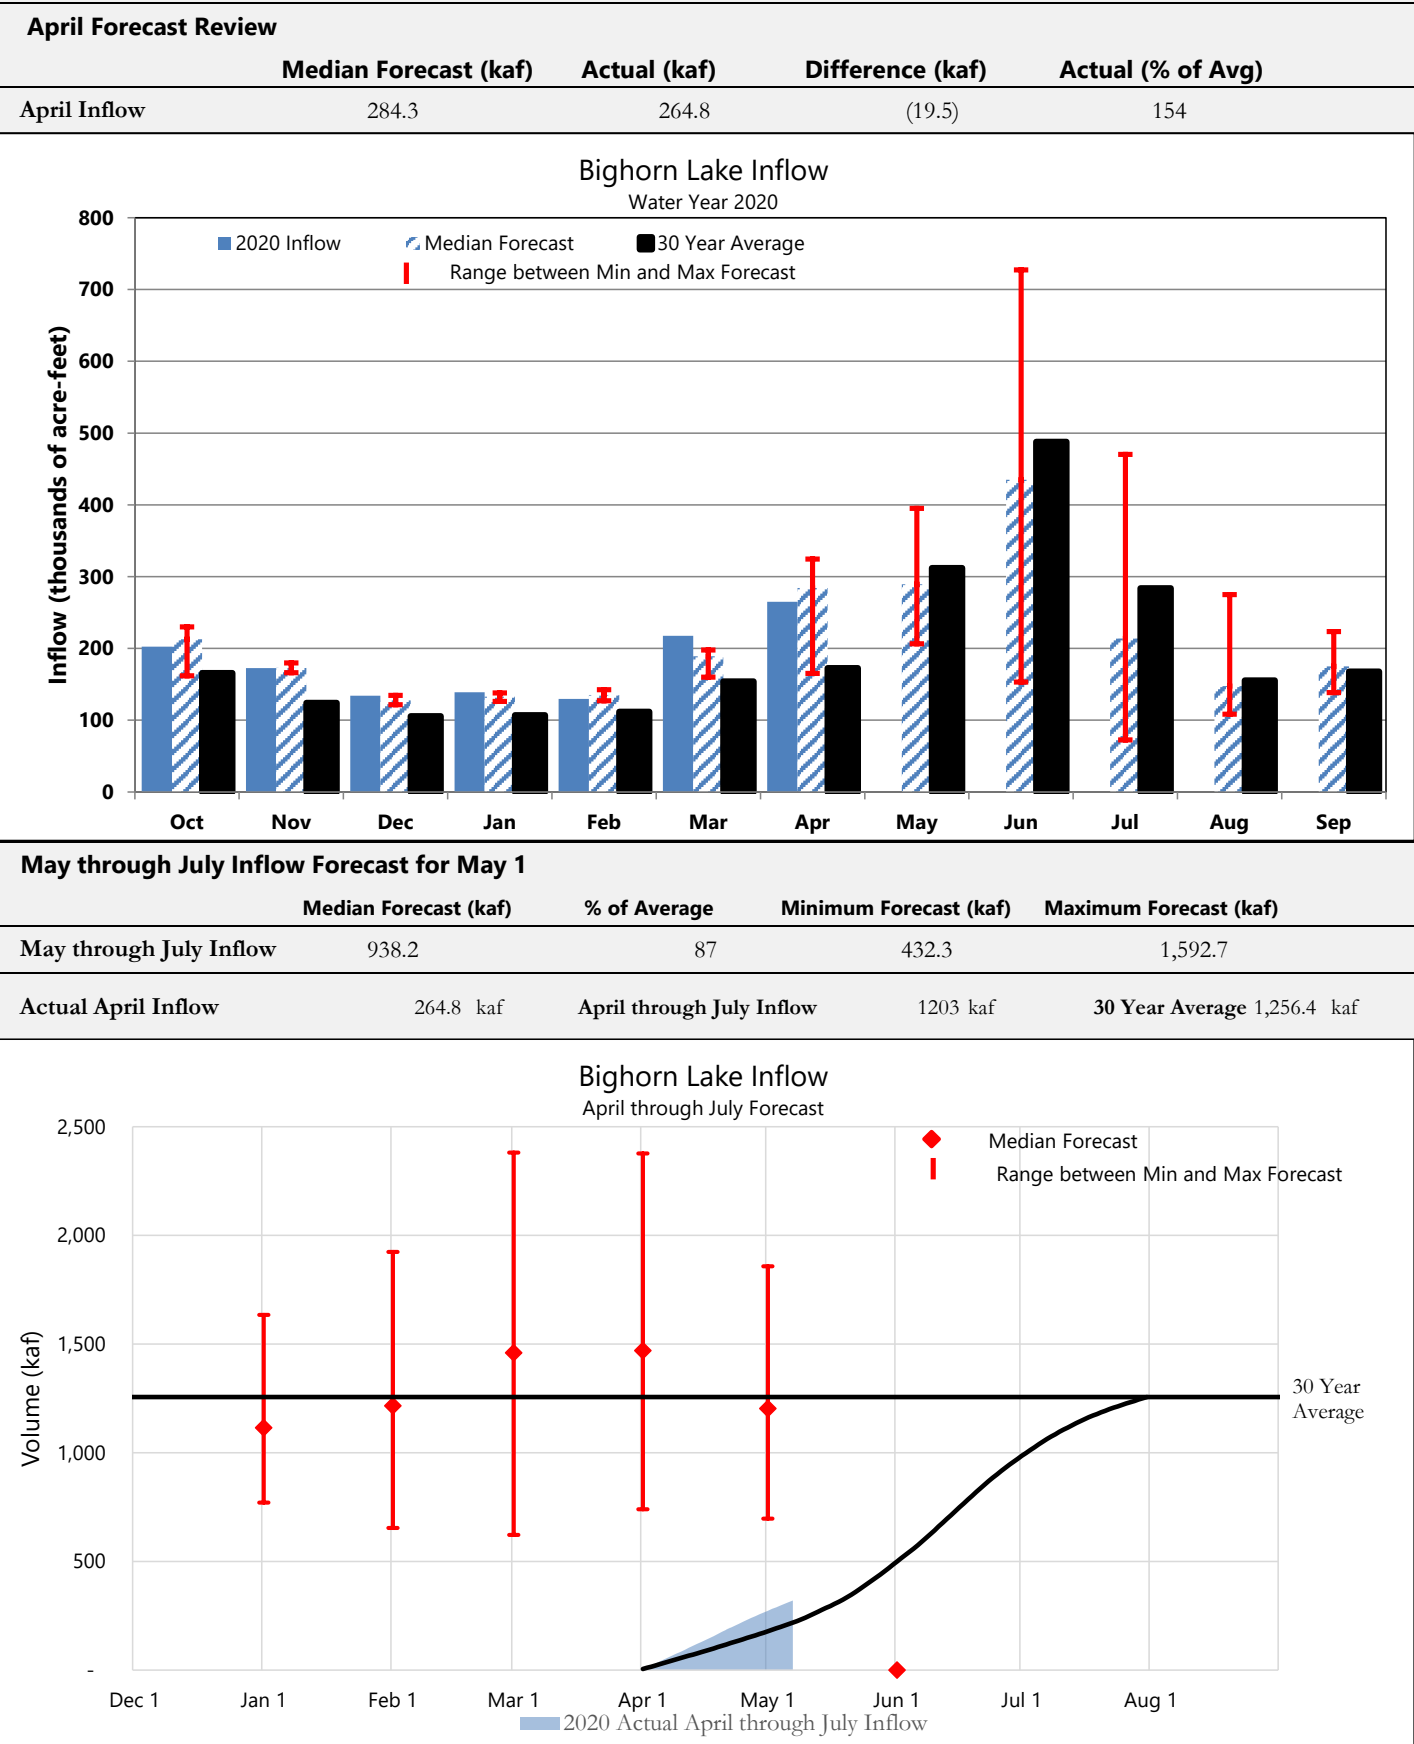 April Forecast Review
Median Forecast (kaf) Actual (kaf) Difference (kaf) Actual (% of Avg)
April Inflow 284.3 264.8 (19.5) 154
Bighorn Lake Inflow
Water Year 2020
2020 Inflow Median Forecast 30 Year Average
Range between Min and Max Forecast
Inflow (thousands of acre-feet)
800
700
600
500
400
300
200
100
0
Oct Nov Dec Jan Feb Mar Apr May Jun Jul Aug Sep
May through July Inflow Forecast for May 1
Median Forecast (kaf) % of Average Minimum Forecast (kaf) Maximum Forecast (kaf)
May through July Inflow 938.2 87 432.3 1,592.7
Actual April Inflow 264.8 kaf April through July Inflow 1203 kaf 30 Year Average 1,256.4 kaf
Bighorn Lake Inflow
April through July Forecast
Median Forecast
Range between Min and Max Forecast
Volume (kaf)
2,500
2,000
1,500
1,000
500
-
30 Year
Average
Dec 1 Jan 1 Feb 1 Mar 1 Apr 1 May 1 Jun 1 Jul 1 Aug 1
2020 Actual April through July Inflow